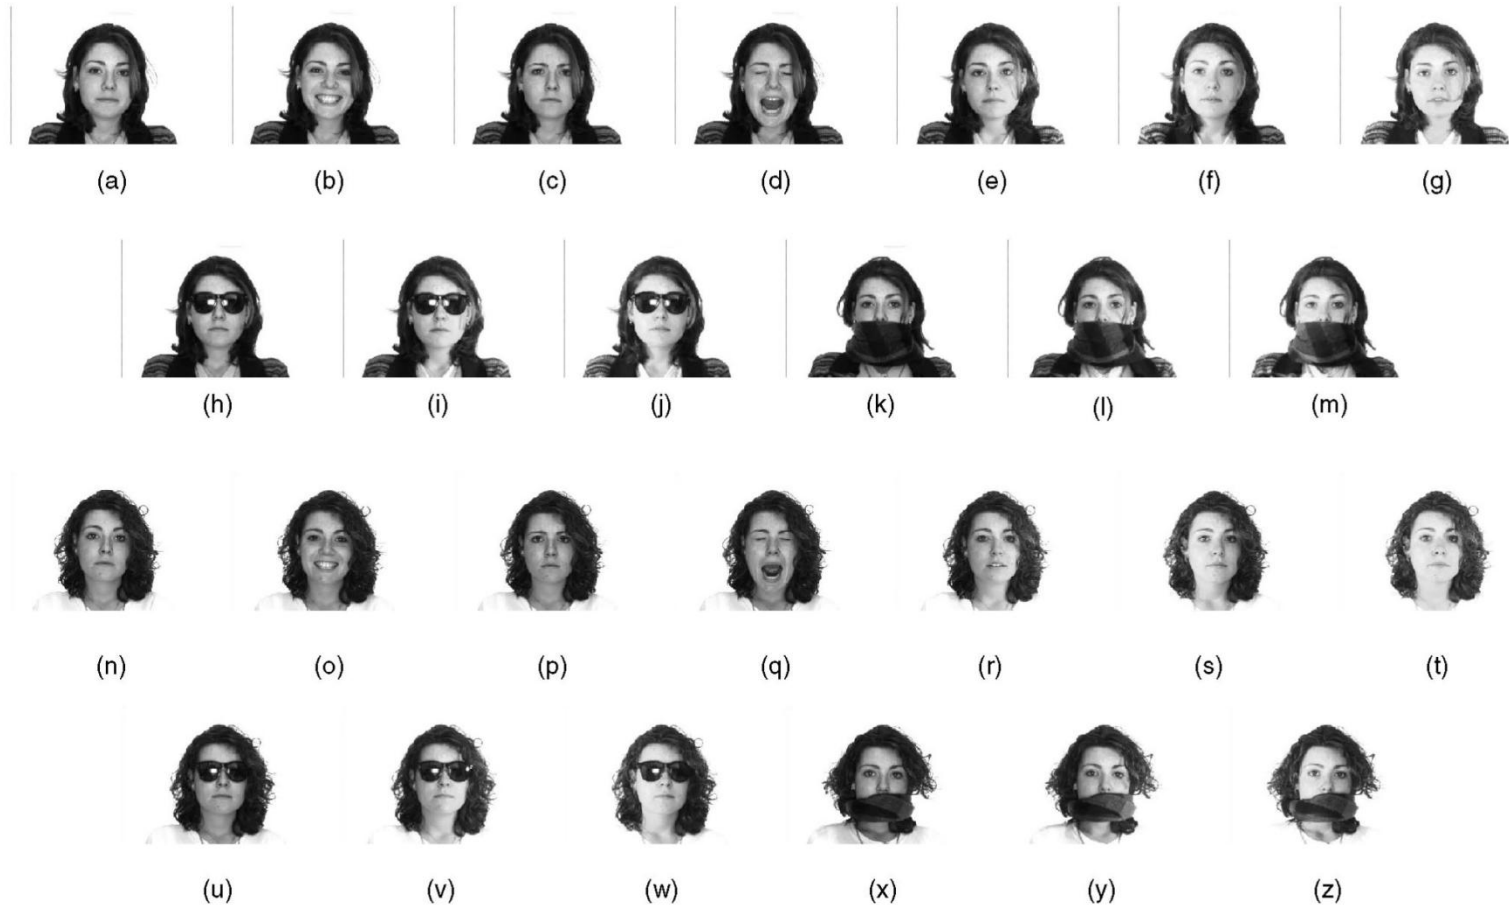 (a) (b) (c) (d) (e) (f) (g)
(h) (i) (j) (k) (l) (m)
(n) (o) (p) (q) (r) (s) (t)
(u) (v) (w) (x) (y) (z)